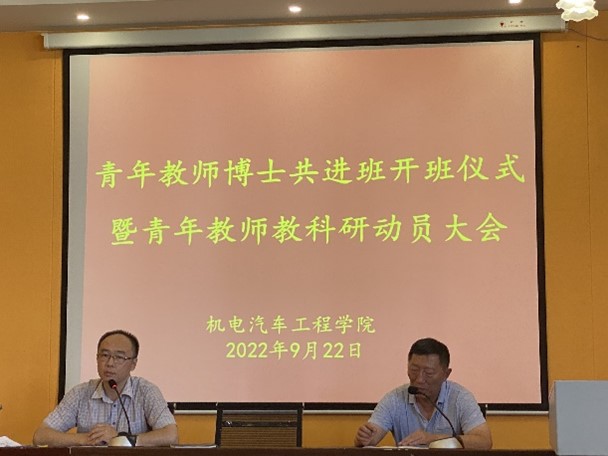 青年教师博士共进班开班仪式
暨青年教师教科研动员大会
机电汽车工程学院
2022年9月22日